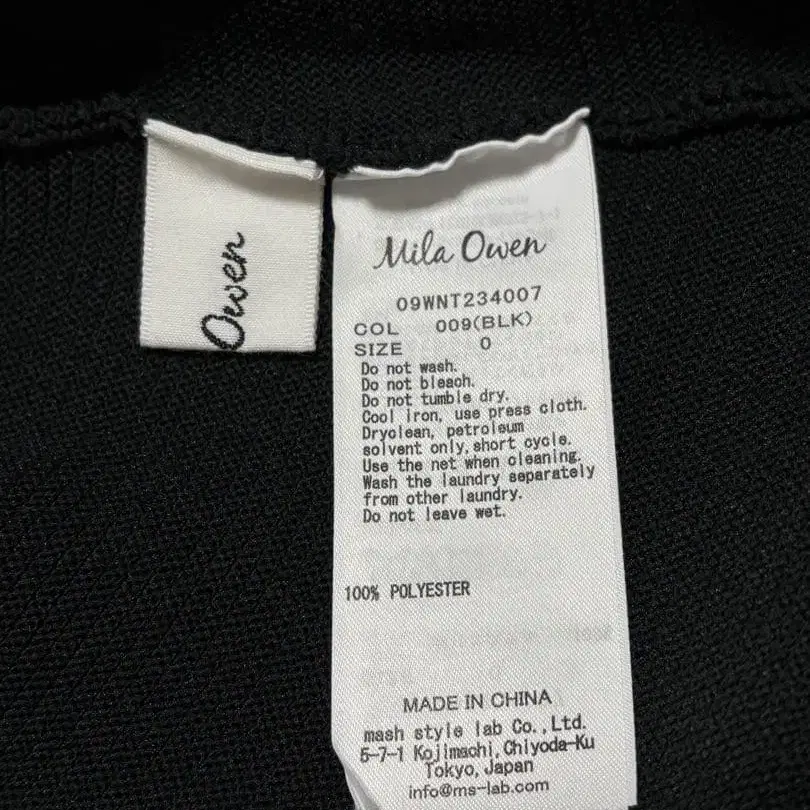 Owen
Mila Owen
09WNT234007
COL 009(BLK)
SIZE 0
Do not wash.
Do not bleach.
Do not tumble dry.
Cool iron, use press cloth.
Dryclean, petroleum
solvent only, short cycle.
Use the net when cleaning.
Wash the laundry separately
from other laundry.
Do not leave wet.
100% POLYESTER
MADE IN CHINA
mash style lab Co., Ltd.
5-7-1 Kojimachi, Chiyoda-Ku
Tokyo, Japan
info@ms-lab.com